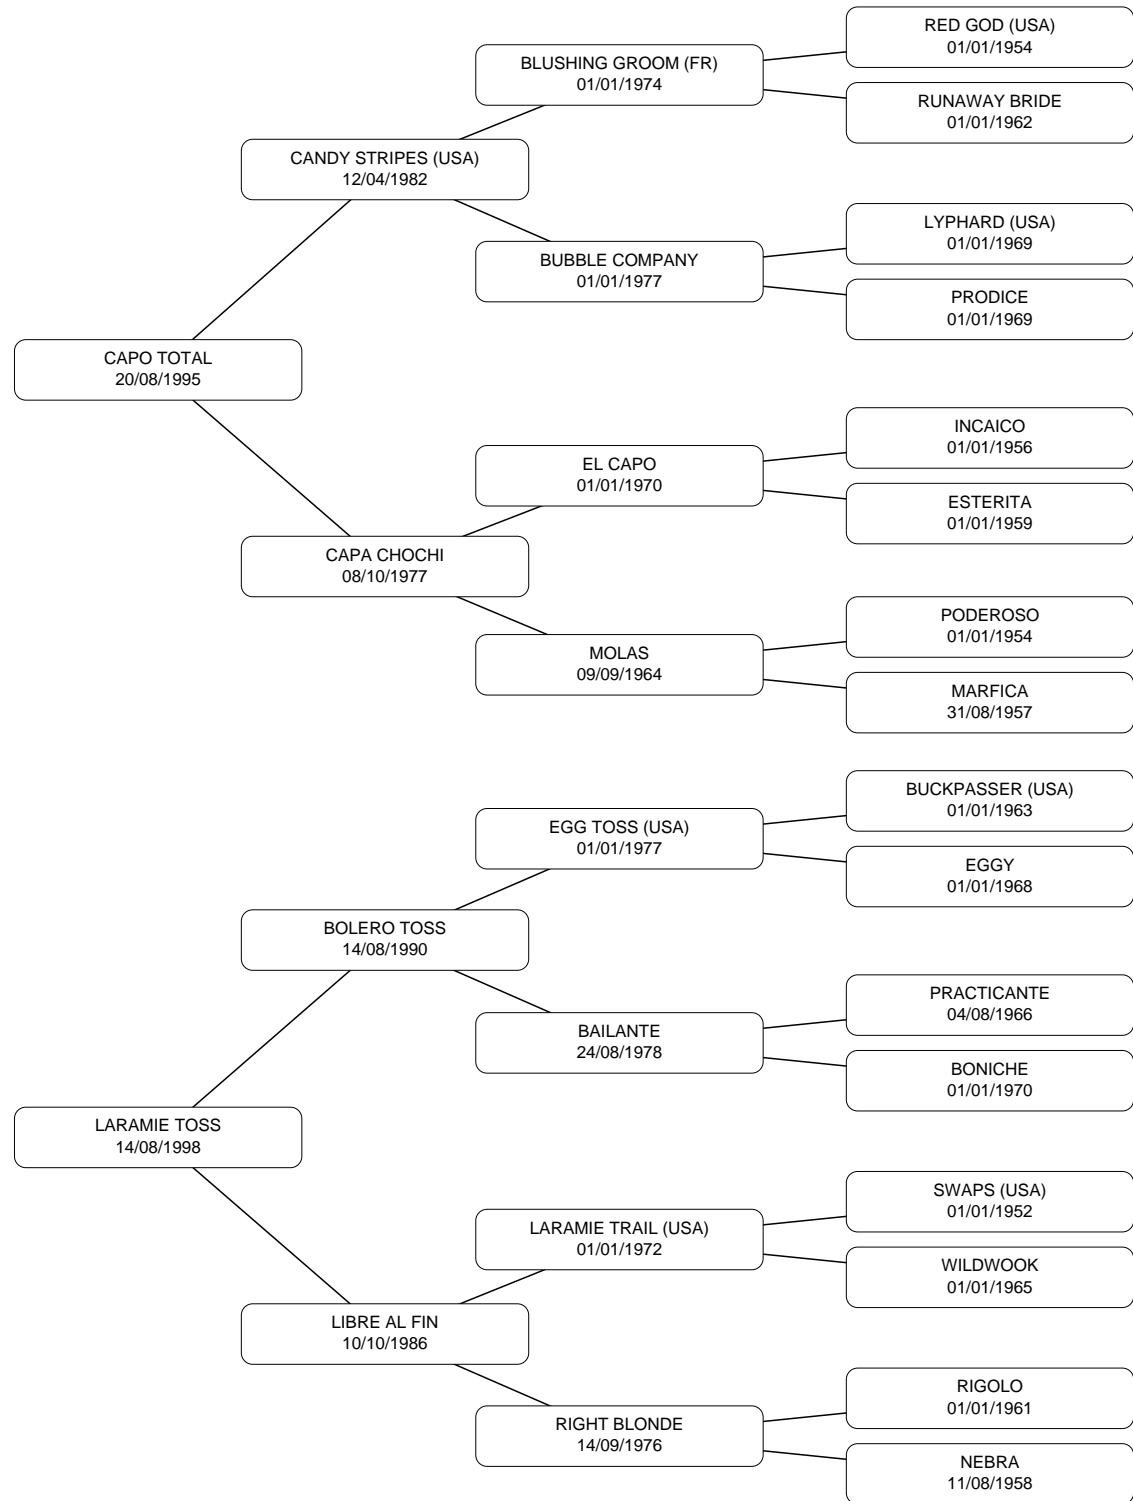 RED GOD (USA)
01/01/1954
BLUSHING GROOM (FR)
01/01/1974
RUNAWAY BRIDE
01/01/1962
CANDY STRIPES (USA)
12/04/1982
LYPHARD (USA)
01/01/1969
BUBBLE COMPANY
01/01/1977
PRODICE
01/01/1969
CAPO TOTAL
20/08/1995
INCAICO
01/01/1956
EL CAPO
01/01/1970
ESTERITA
01/01/1959
CAPA CHOCHI
08/10/1977
PODEROSO
01/01/1954
MOLAS
09/09/1964
MARFICA
31/08/1957
BUCKPASSER (USA)
01/01/1963
EGG TOSS (USA)
01/01/1977
EGGY
01/01/1968
BOLERO TOSS
14/08/1990
PRACTICANTE
04/08/1966
BAILANTE
24/08/1978
BONICHE
01/01/1970
LARAMIE TOSS
14/08/1998
SWAPS (USA)
01/01/1952
LARAMIE TRAIL (USA)
01/01/1972
WILDWOOK
01/01/1965
LIBRE AL FIN
10/10/1986
RIGOLO
01/01/1961
RIGHT BLONDE
14/09/1976
NEBRA
11/08/1958